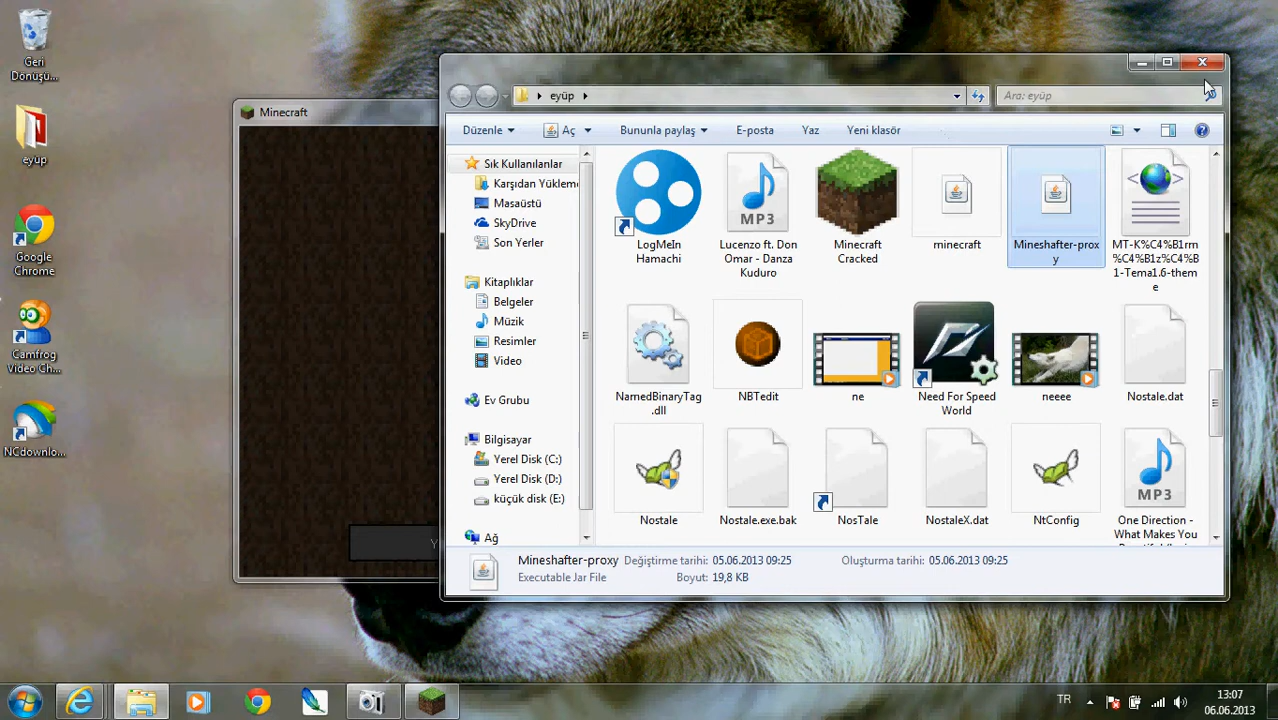 Geri
Dönüşü...
eyüp
Google
Chrome
Camfrog
Video Ch...
NCdownlo...
Minecraft
Y
eyüp
Ara: eyüp
Düzenle
Aç
Bununla paylaş
E-posta
Yaz
Yeni klasör
Sık Kullanılanlar
Karşıdan Yüklem
Masaüstü
SkyDrive
Son Yerler
Kitaplıklar
Belgeler
Müzik
Resimler
Video
Ev Grubu
Bilgisayar
Yerel Disk (C:)
Yerel Disk (D:)
küçük disk (E:)
Ağ
LogMeIn
Hamachi
MP3
Lucenzo ft. Don
Omar - Danza
Kuduro
Minecraft
Cracked
minecraft
Mineshafter-prox
y
MT-K%C4%B1rm
%C4%B1z%C4%B
1-Tema1.6-them
e
NamedBinaryTag
.dll
NBTedit
ne
Need For Speed
World
neeee
Nostale.dat
Nostale
Nostale.exe.bak
NosTale
NostaleX.dat
NtConfig
MP3
One Direction -
What Makes You
Mineshafter-proxy Değiştirme tarihi: 05.06.2013 09:25 Oluşturma tarihi: 05.06.2013 09:25
Executable Jar File Boyut: 19,8 KB
TR
13:07
06.06.2013